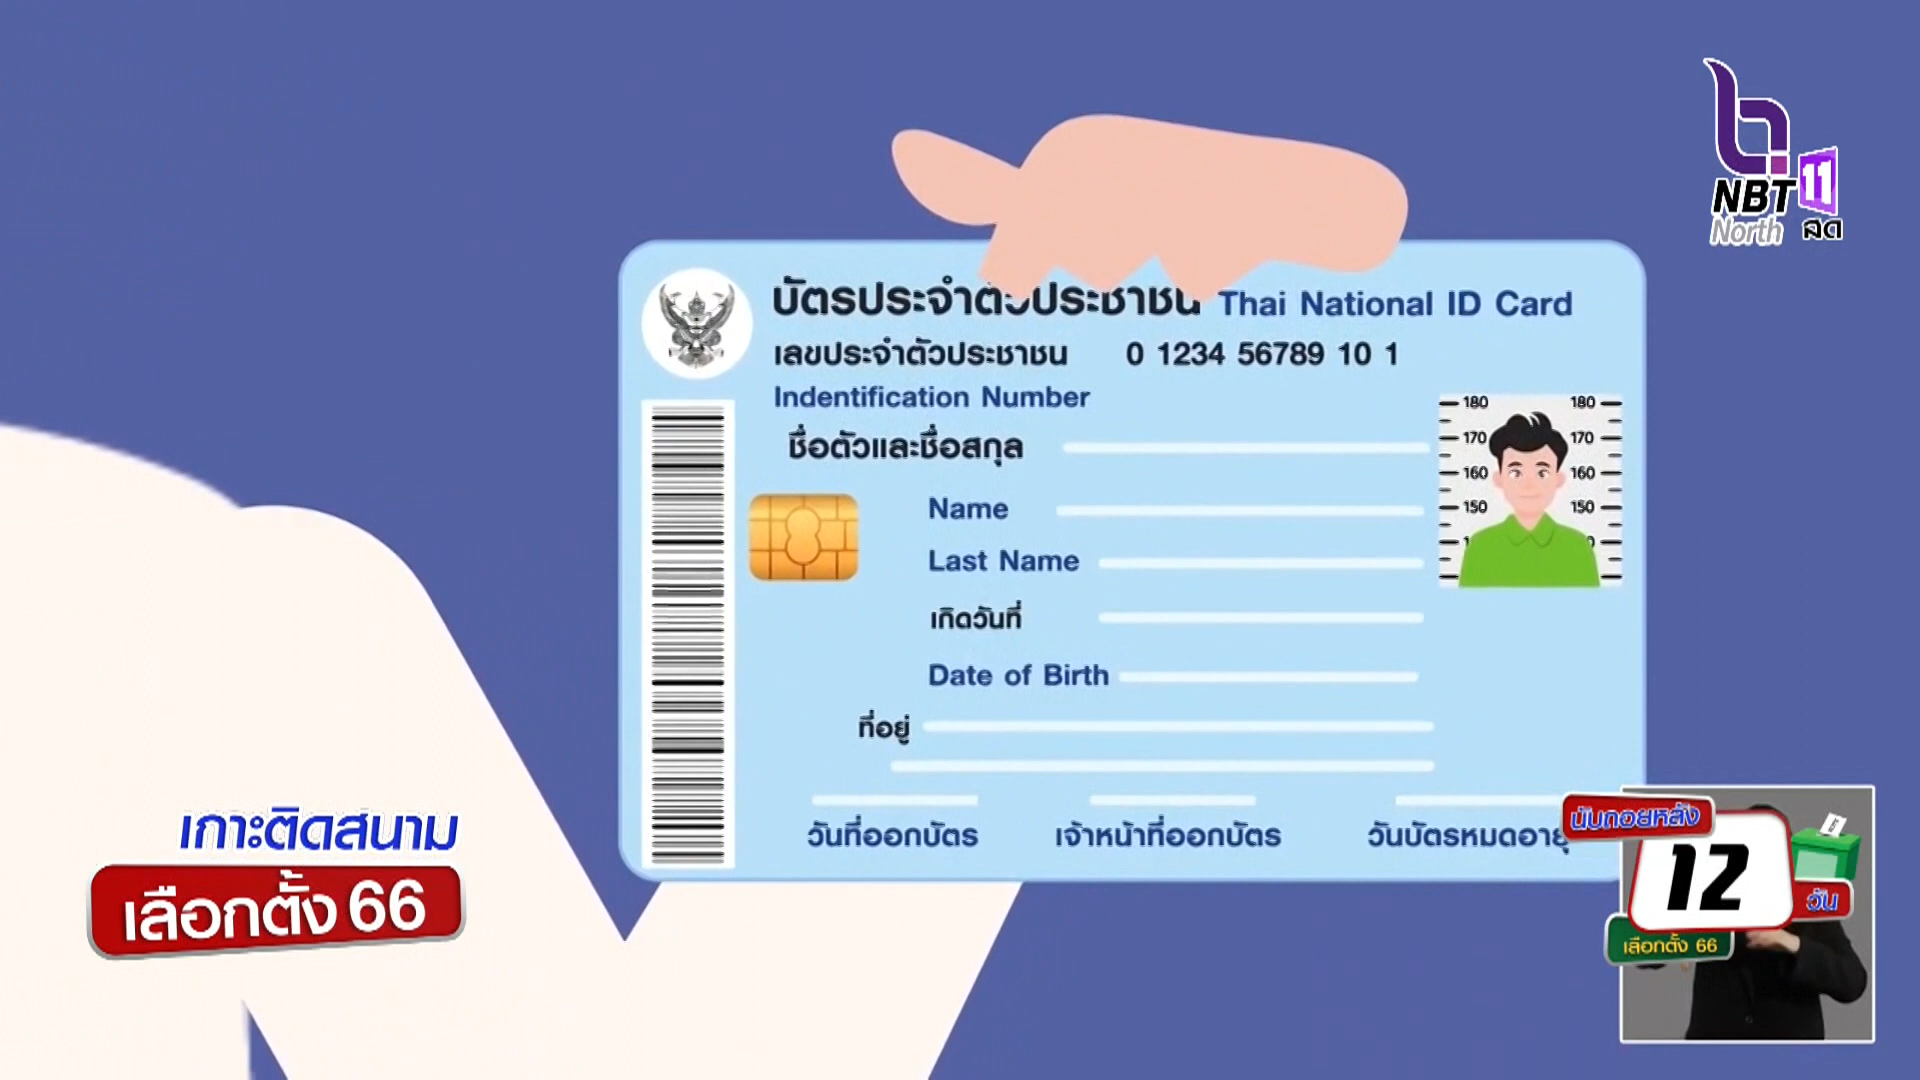 NBT 11
North สด
บัตรประจำตัวประชาชน Thai National ID Card
เลขประจำตัวประชาชน 0 1234 56789 10 1
Indentification Number
ชื่อตัวและชื่อสกุล
Name
Last Name
เกิดวันที่
Date of Birth
ที่อยู่
วันที่ออกบัตร เจ้าหน้าที่ออกบัตร วันบัตรหมดอายุ
180 180
170 170
160 160
150 150
เกาะติดสนาม
เลือกตั้ง 66
นับถอยหลัง
12
วัน
เลือกตั้ง 66